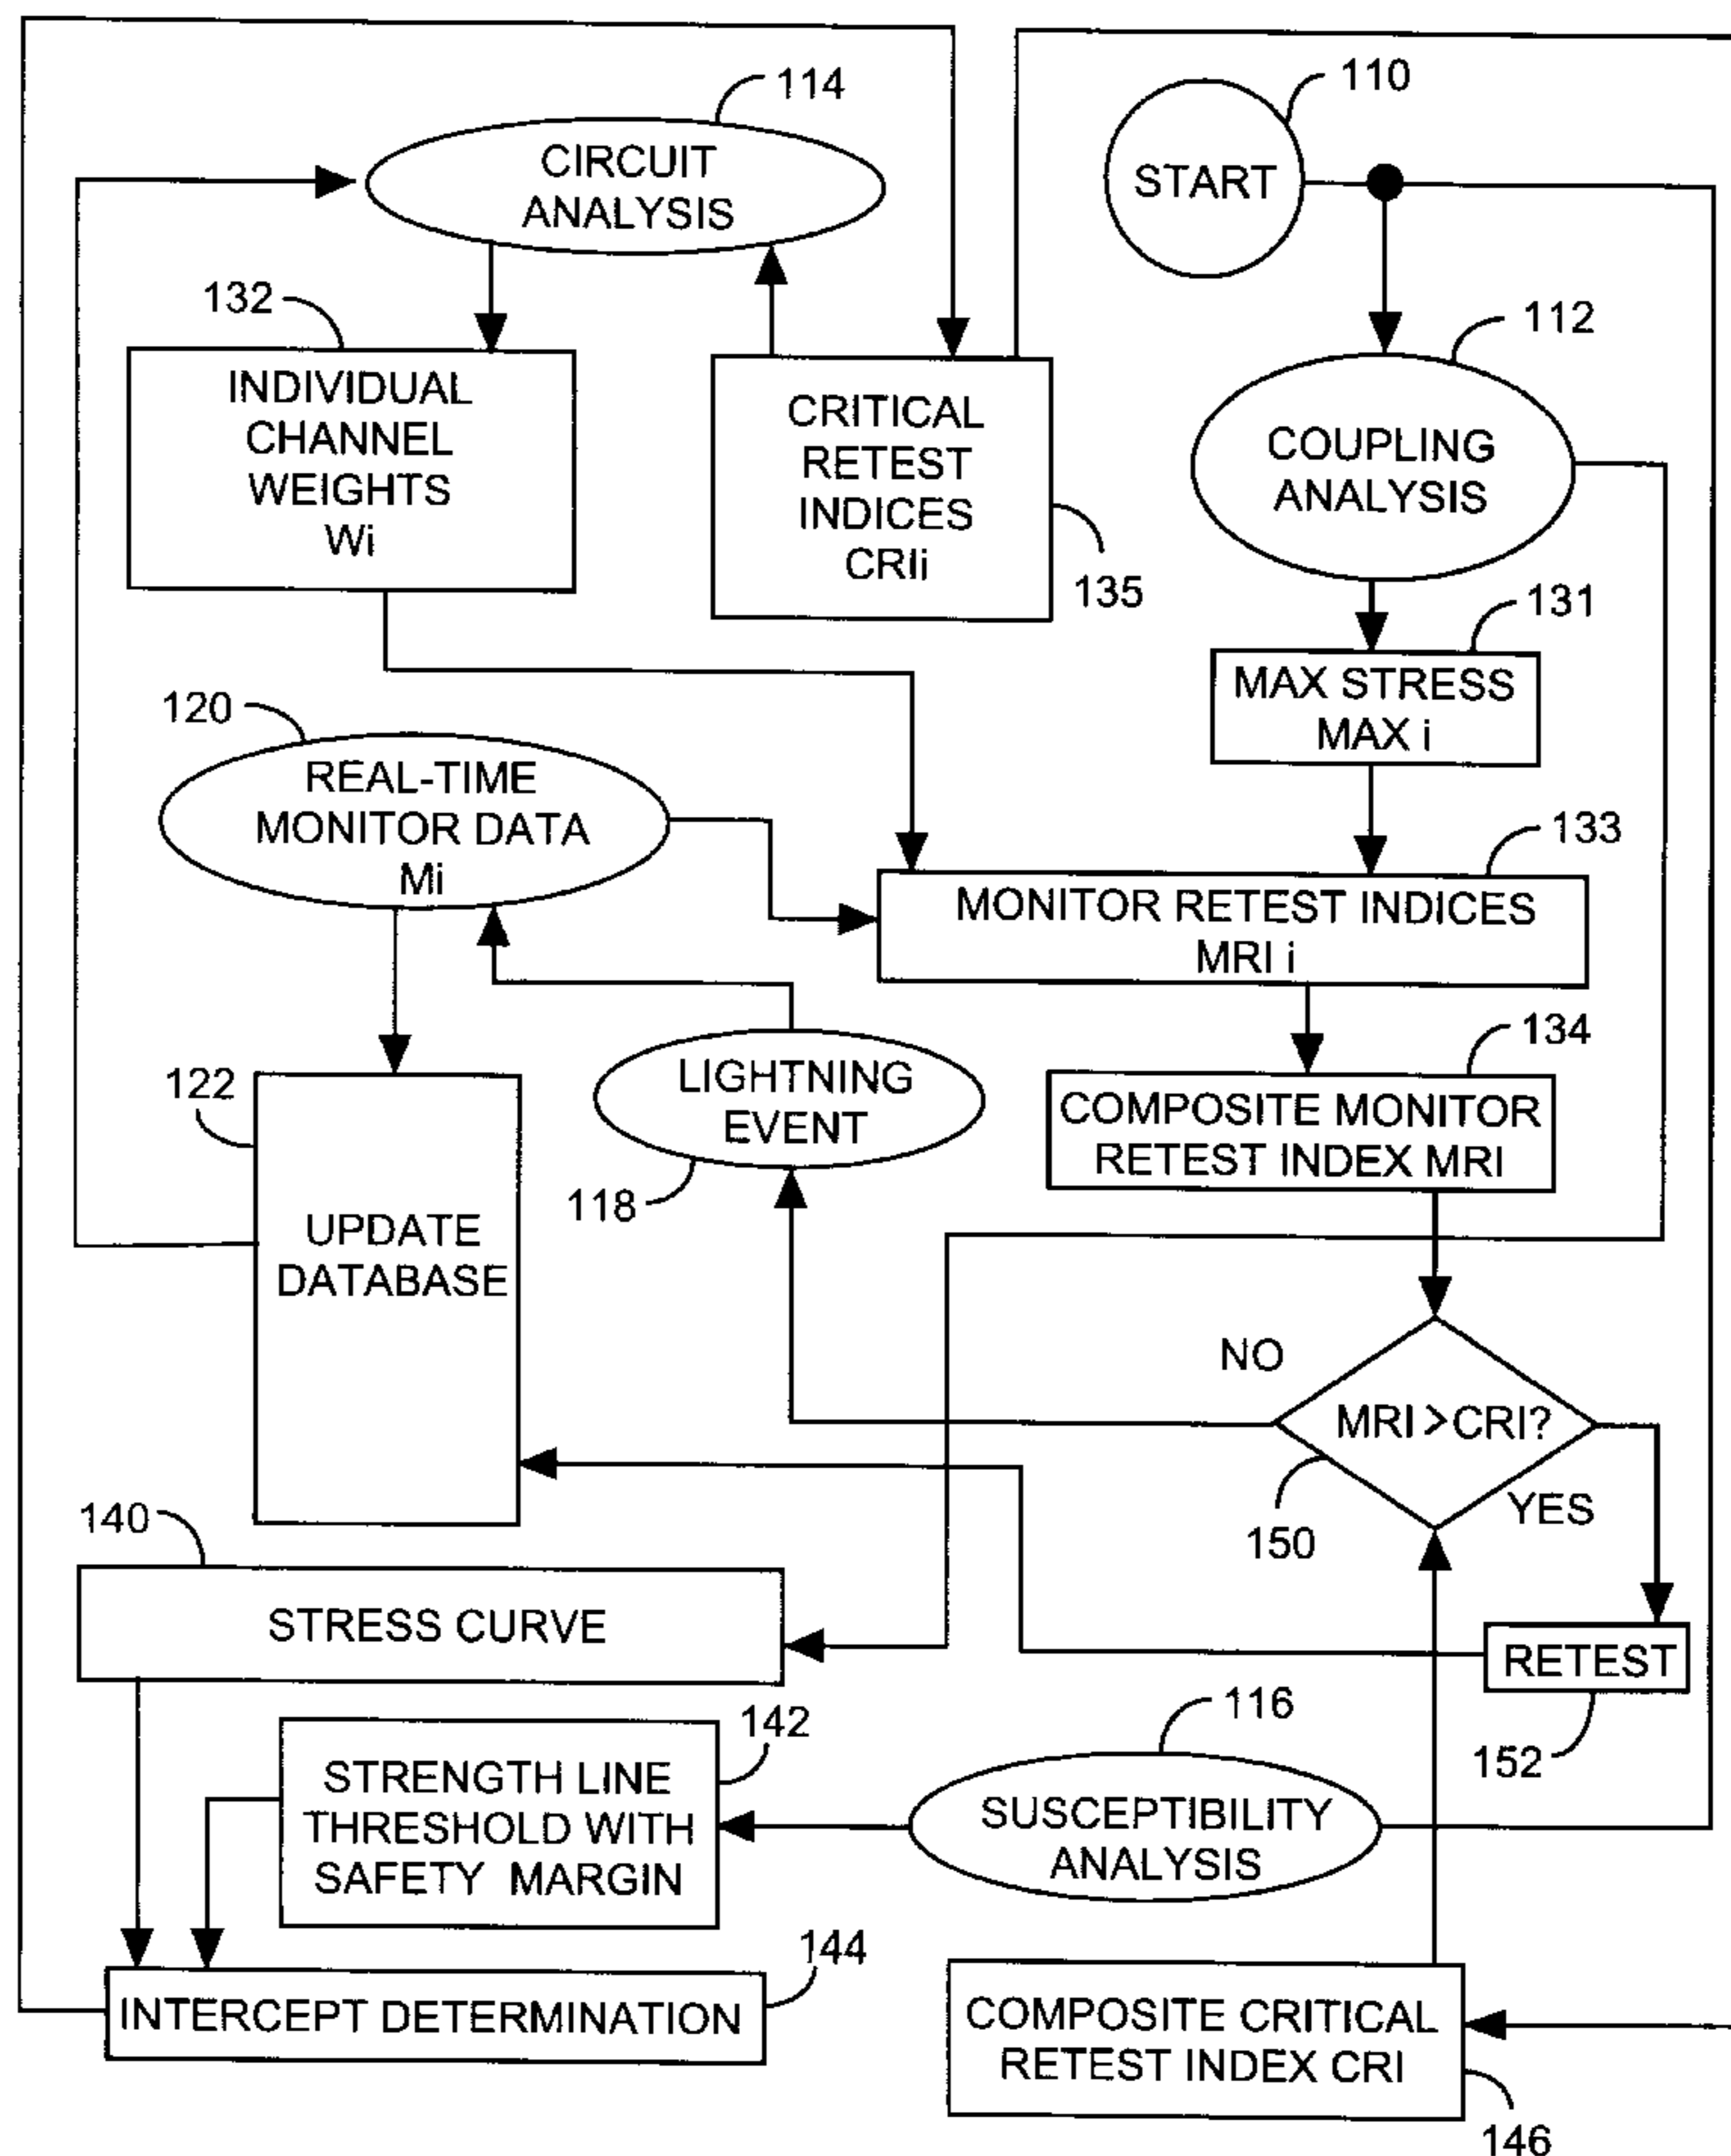 114
CIRCUIT
ANALYSIS
110
START
132
INDIVIDUAL
CHANNEL
WEIGHTS
Wi
CRITICAL
RETEST
INDICES
CRIi
135
112
COUPLING
ANALYSIS
131
MAX STRESS
MAX i
120
REAL-TIME
MONITOR DATA
Mi
133
MONITOR RETEST INDICES
MRI i
134
COMPOSITE MONITOR
RETEST INDEX MRI
122
UPDATE
DATABASE
LIGHTNING
EVENT
118
NO
MRI>CRI?
YES
150
140
STRESS CURVE
RETEST
152
142
STRENGTH LINE
THRESHOLD WITH
SAFETY MARGIN
116
SUSCEPTIBILITY
ANALYSIS
144
INTERCEPT DETERMINATION
COMPOSITE CRITICAL
RETEST INDEX CRI
146